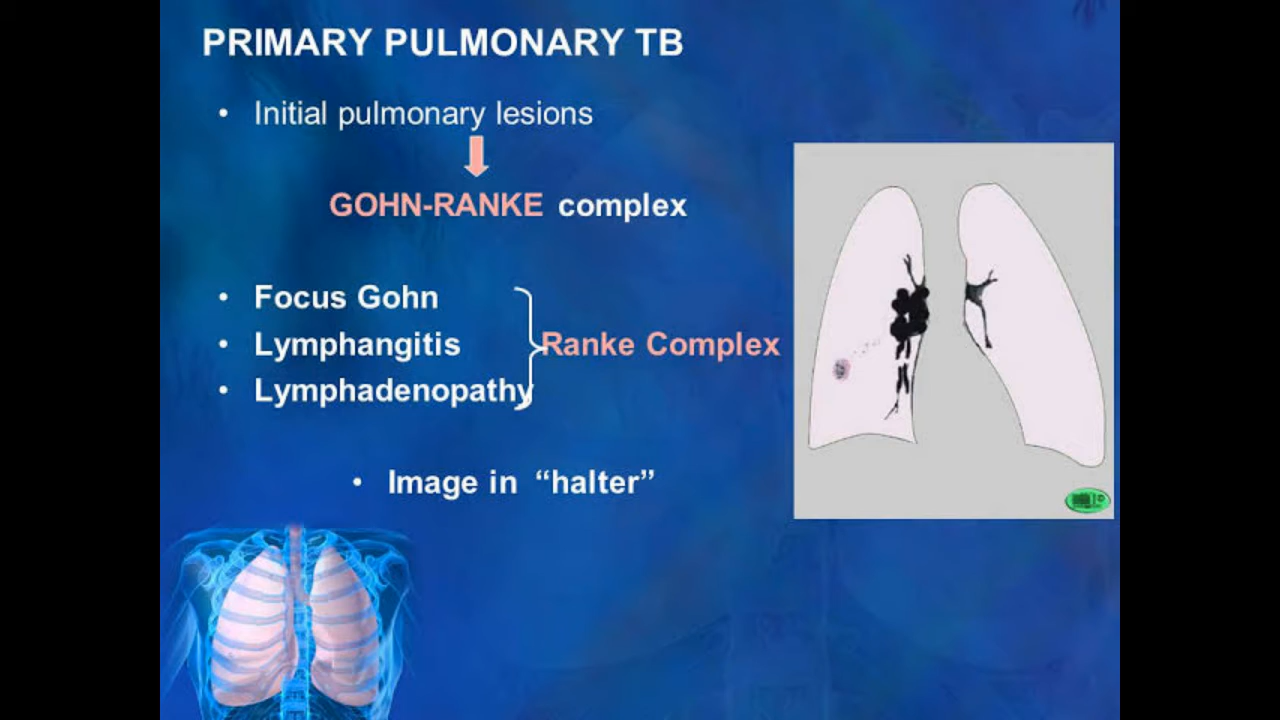 PRIMARY PULMONARY TB
• Initial pulmonary lesions
GOHN-RANKE complex
• Focus Gohn
• Lymphangitis
• Lymphadenopathy
Ranke Complex
• Image in “halter”